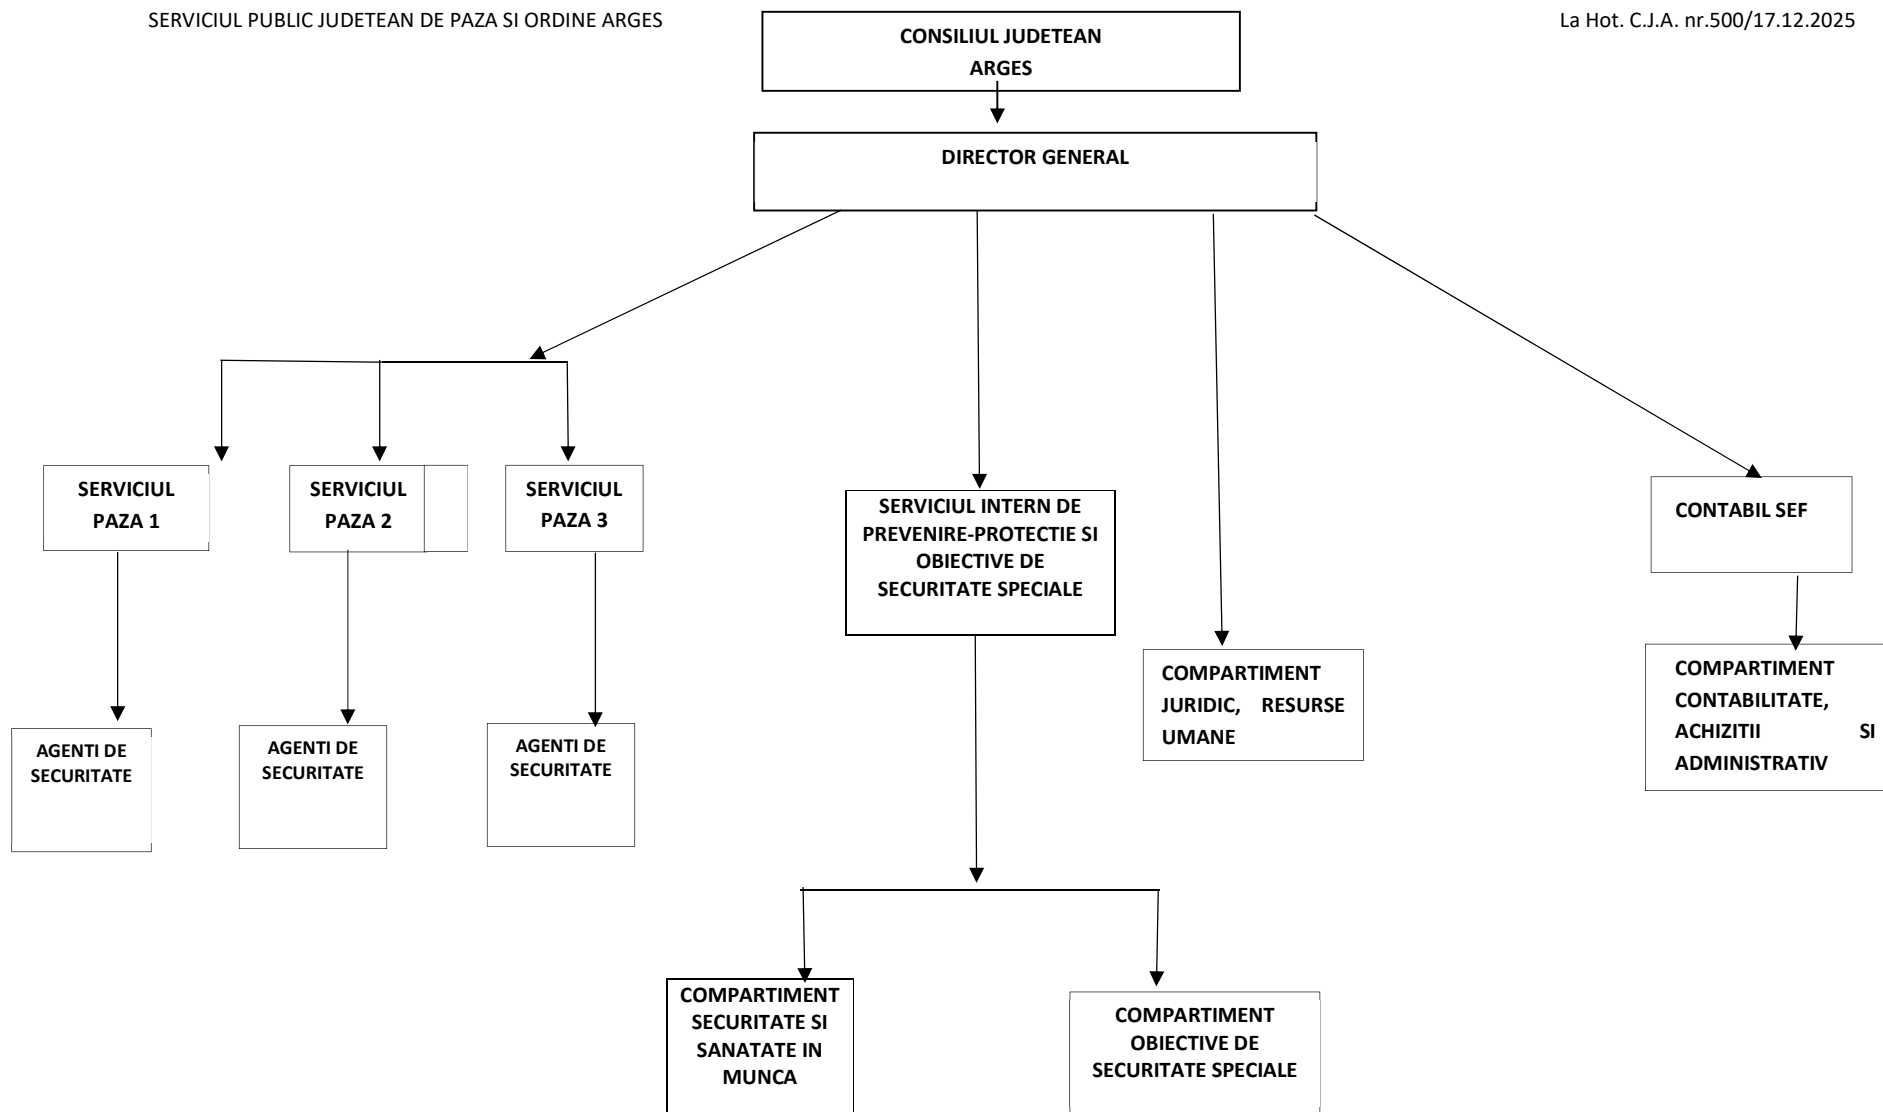 SERVICIUL PUBLIC JUDETEAN DE PAZA SI ORDINE ARGES
La Hot. C.J.A. nr.500/17.12.2025
CONSILIUL JUDETEAN
ARGES
DIRECTOR GENERAL
SERVICIUL
PAZA 1
SERVICIUL
PAZA 2
SERVICIUL
PAZA 3
SERVICIUL INTERN DE
PREVENIRE-PROTECTIE SI
OBIECTIVE DE
SECURITATE SPECIALE
CONTABIL SEF
COMPARTIMENT
JURIDIC, RESURSE
UMANE
COMPARTIMENT
CONTABILITATE,
ACHIZITII SI
ADMINISTRATIV
AGENTI DE
SECURITATE
AGENTI DE
SECURITATE
AGENTI DE
SECURITATE
COMPARTIMENT
SECURITATE SI
SANATATE IN
MUNCA
COMPARTIMENT
OBIECTIVE DE
SECURITATE SPECIALE